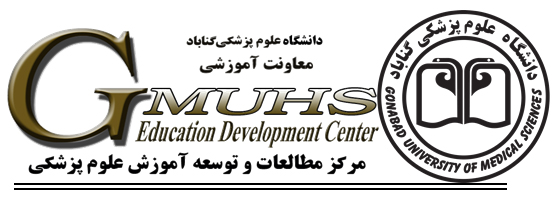 دانشگاه علوم پزشکی گناباد
معاونت آموزشی
GMUHS
Education Development Center
مرکز مطالعات و توسعه آموزش علوم پزشکی
دانشگاه علوم پزشکی گناباد
GONABAD UNIVERSITY OF MEDICAL SCIENCES